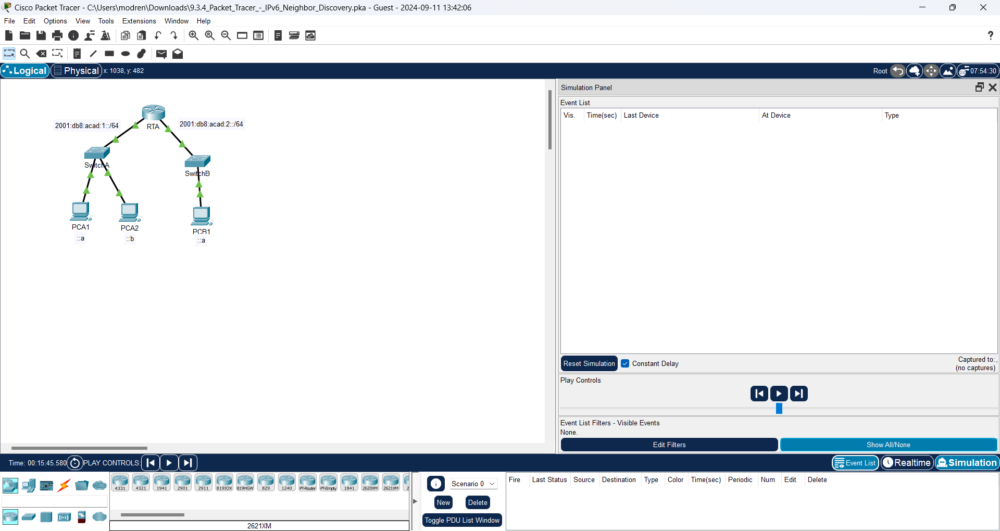 Cisco Packet Tracer - C:\Users\modren\Downloads\9.3.4_Packet_Tracer_-_IPv6_Neighbor_Discovery.pka - Guest - 2024-09-11 13:42:06
File Edit Options View Tools Extensions Window Help
Logical Physical x: 1038, y: 482 Root 07:54:30
Simulation Panel
Event List
Vis. Time(sec) Last Device At Device Type
2001:db8:acad:1::/64
RTA
2001:db8:acad:2::/64
SwitchA
SwitchB
PCA1
PCA2
PCB1
::a
::b
::a
Reset Simulation Constant Delay
Captured to:
(no captures)
Play Controls
Event List Filters - Visible Events
None.
Edit Filters Show All/None
Time: 00:15:45.580 PLAY CONTROLS: Event List Realtime Simulation
4331 4321 1941 2901 2911 819IOX 819HGW 829 1240 PT-Router PT-Empty 1841 2620XM 2621XM 2
2621XM
Scenario 0
New Delete
Toggle PDU List Window
Fire Last Status Source Destination Type Color Time(sec) Periodic Num Edit Delete